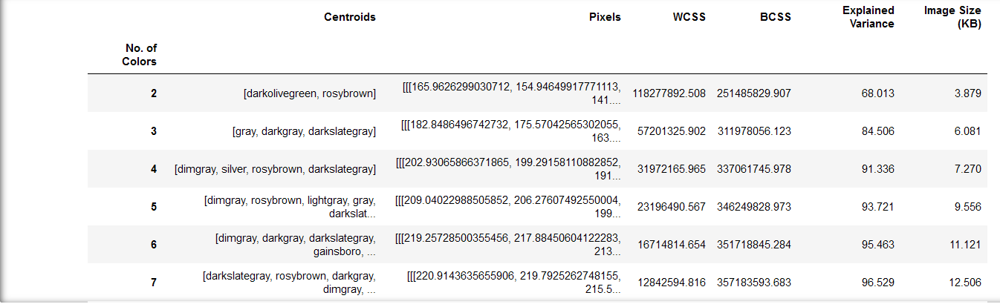 Centroids Pixels WCSS BCSS Explained Variance Image Size (KB)
No. of Colors
2 [darkolivegreen, rosybrown] [[[165.9626299030712, 154.94649917771113, 141.... 118277892.508 251485829.907 68.013 3.879
3 [gray, darkgray, darkslategray] [[[182.8486496742732, 175.57042565302055, 163.... 57201325.902 311978056.123 84.506 6.081
4 [dimgray, silver, rosybrown, darkslategray] [[[202.93065866371865, 199.29158110882852, 191... 31972165.965 337061745.978 91.336 7.270
5 [dimgray, rosybrown, lightgray, gray, darkslat... [[[209.04022988505852, 206.27607492550004, 199... 23196490.567 346249828.973 93.721 9.556
6 [dimgray, darkgray, darkslategray, gainsboro, ... [[[219.25728500355456, 217.88450604122283, 213... 16714814.654 351718845.284 95.463 11.121
7 [darkslategray, rosybrown, darkgray, dimgray, ... [[[220.9143635655906, 219.7925262748155, 215.5... 12842594.816 357183593.683 96.529 12.506